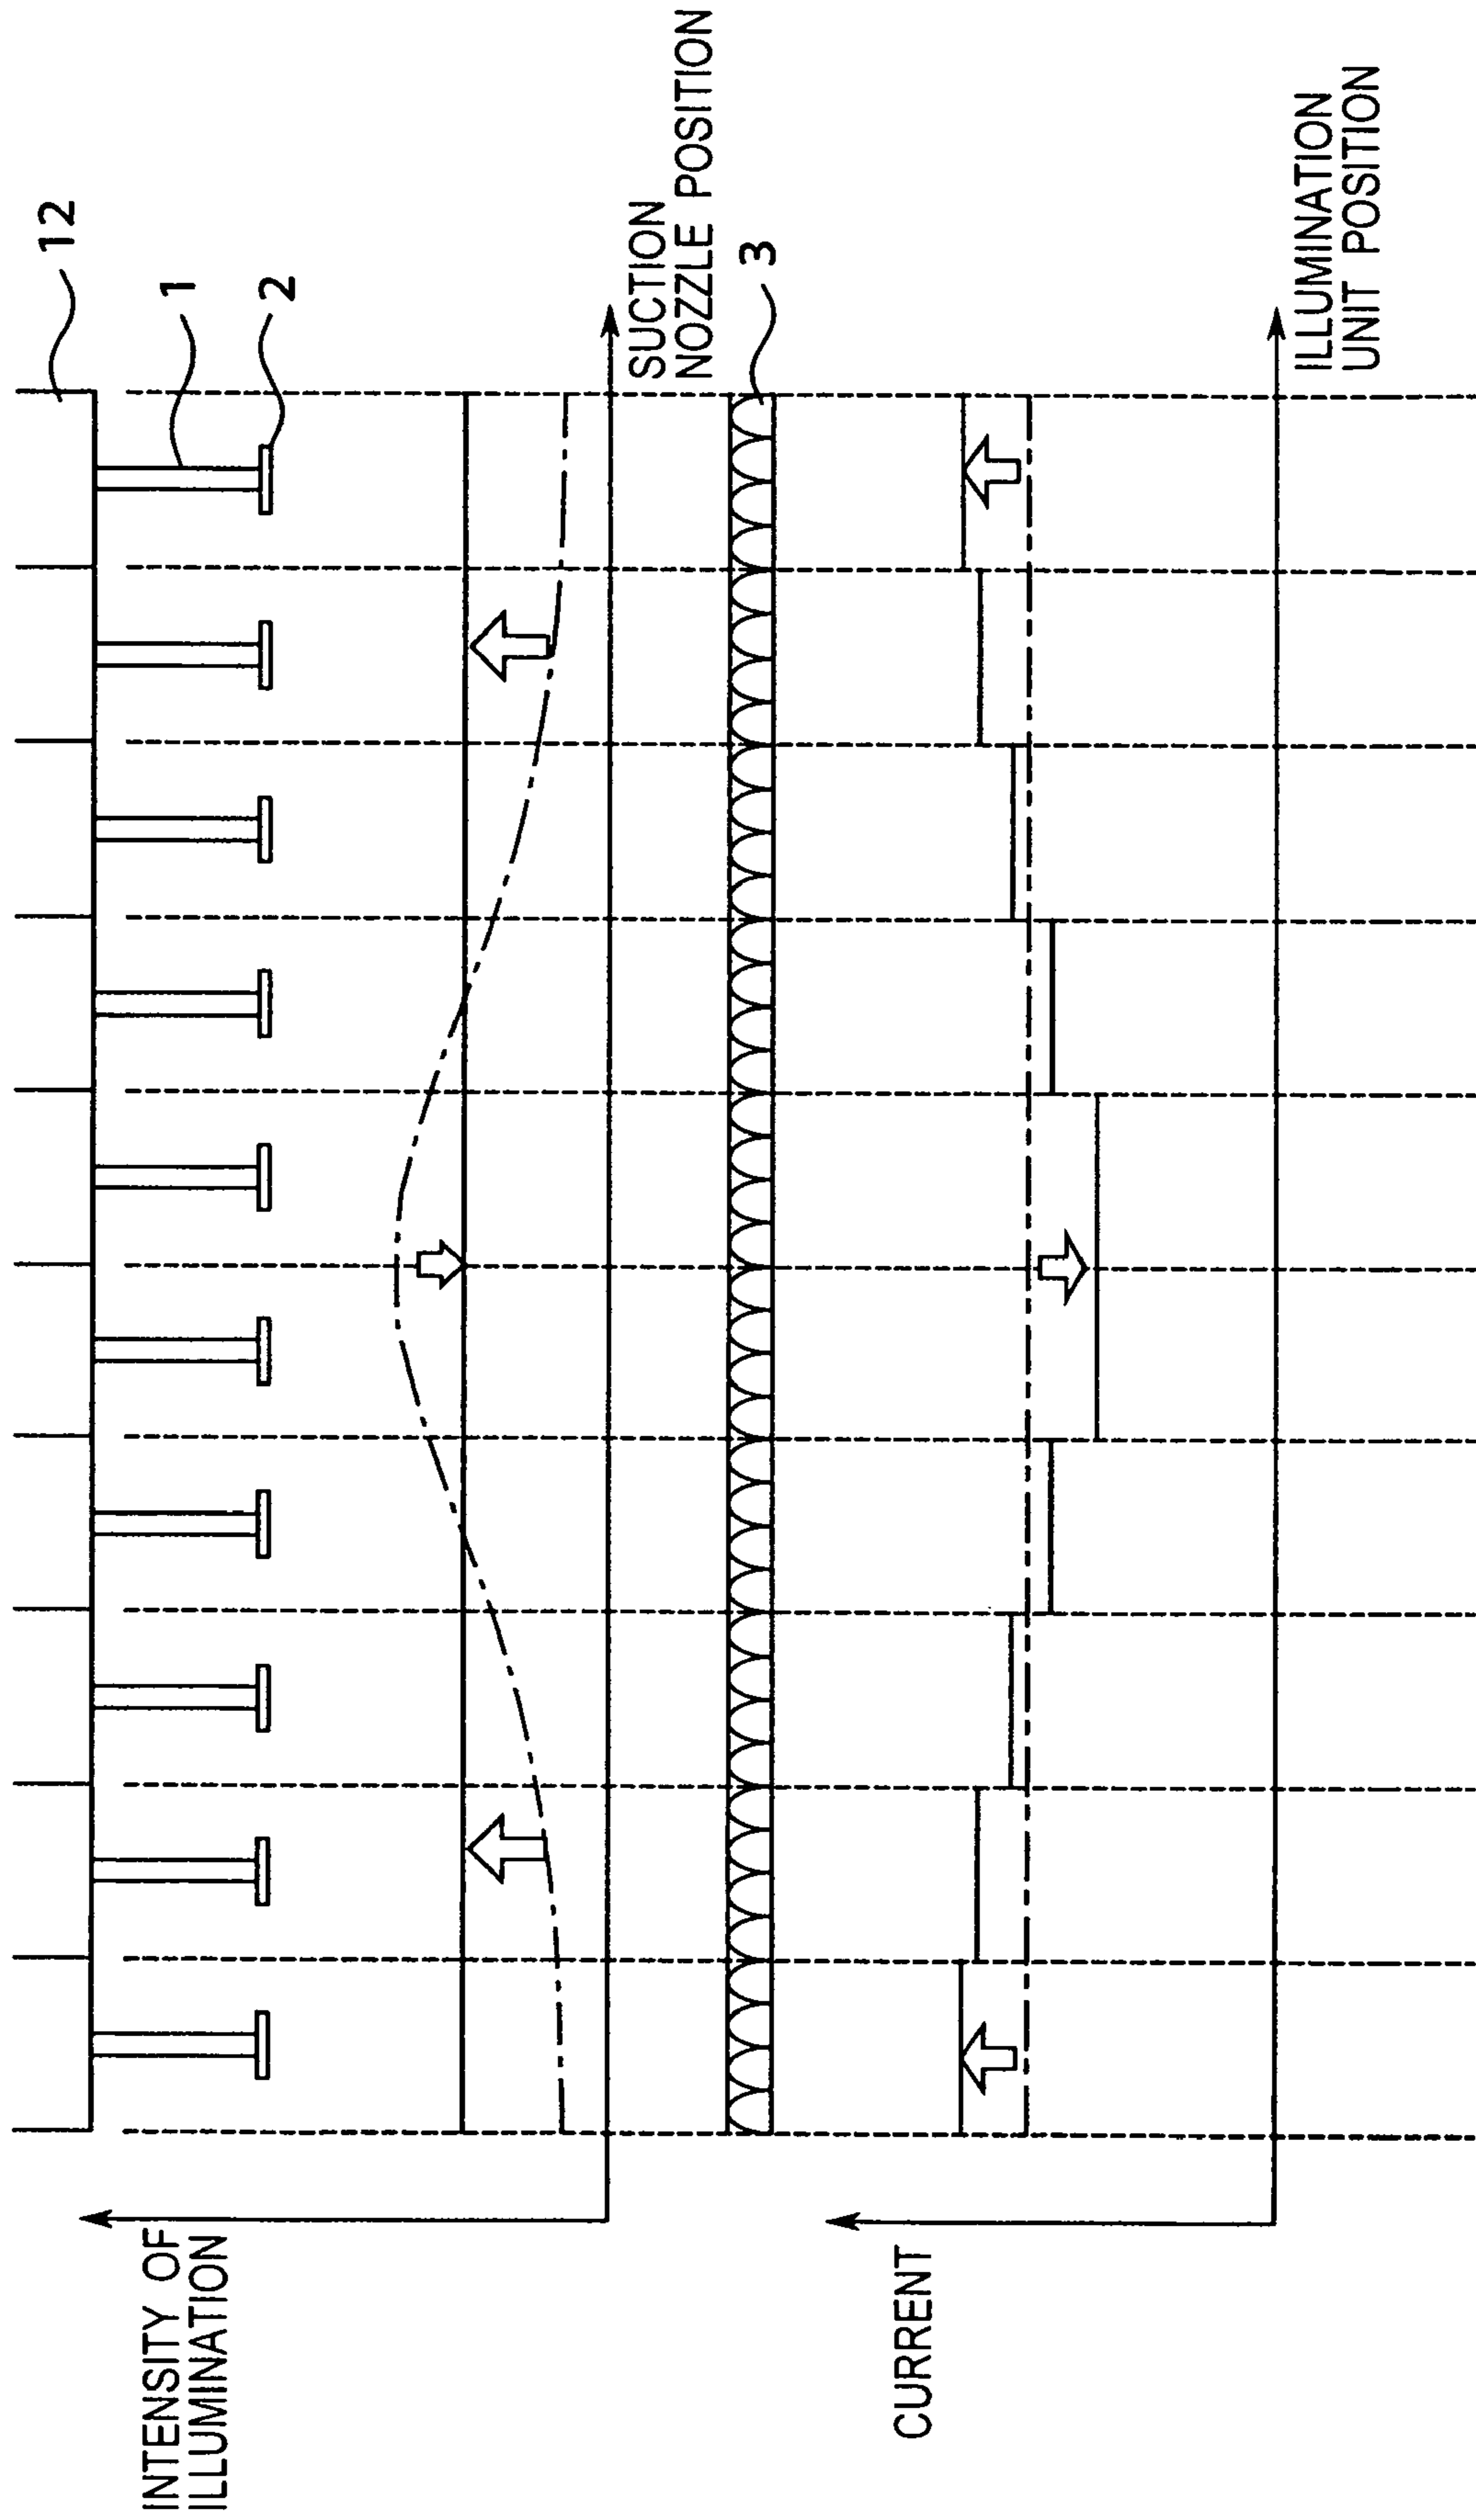 12
1
2
INTENSITY OF
ILLUMINATION
SUCTION
NOZZLE POSITION
3
CURRENT
ILLUMINATION
UNIT POSITION